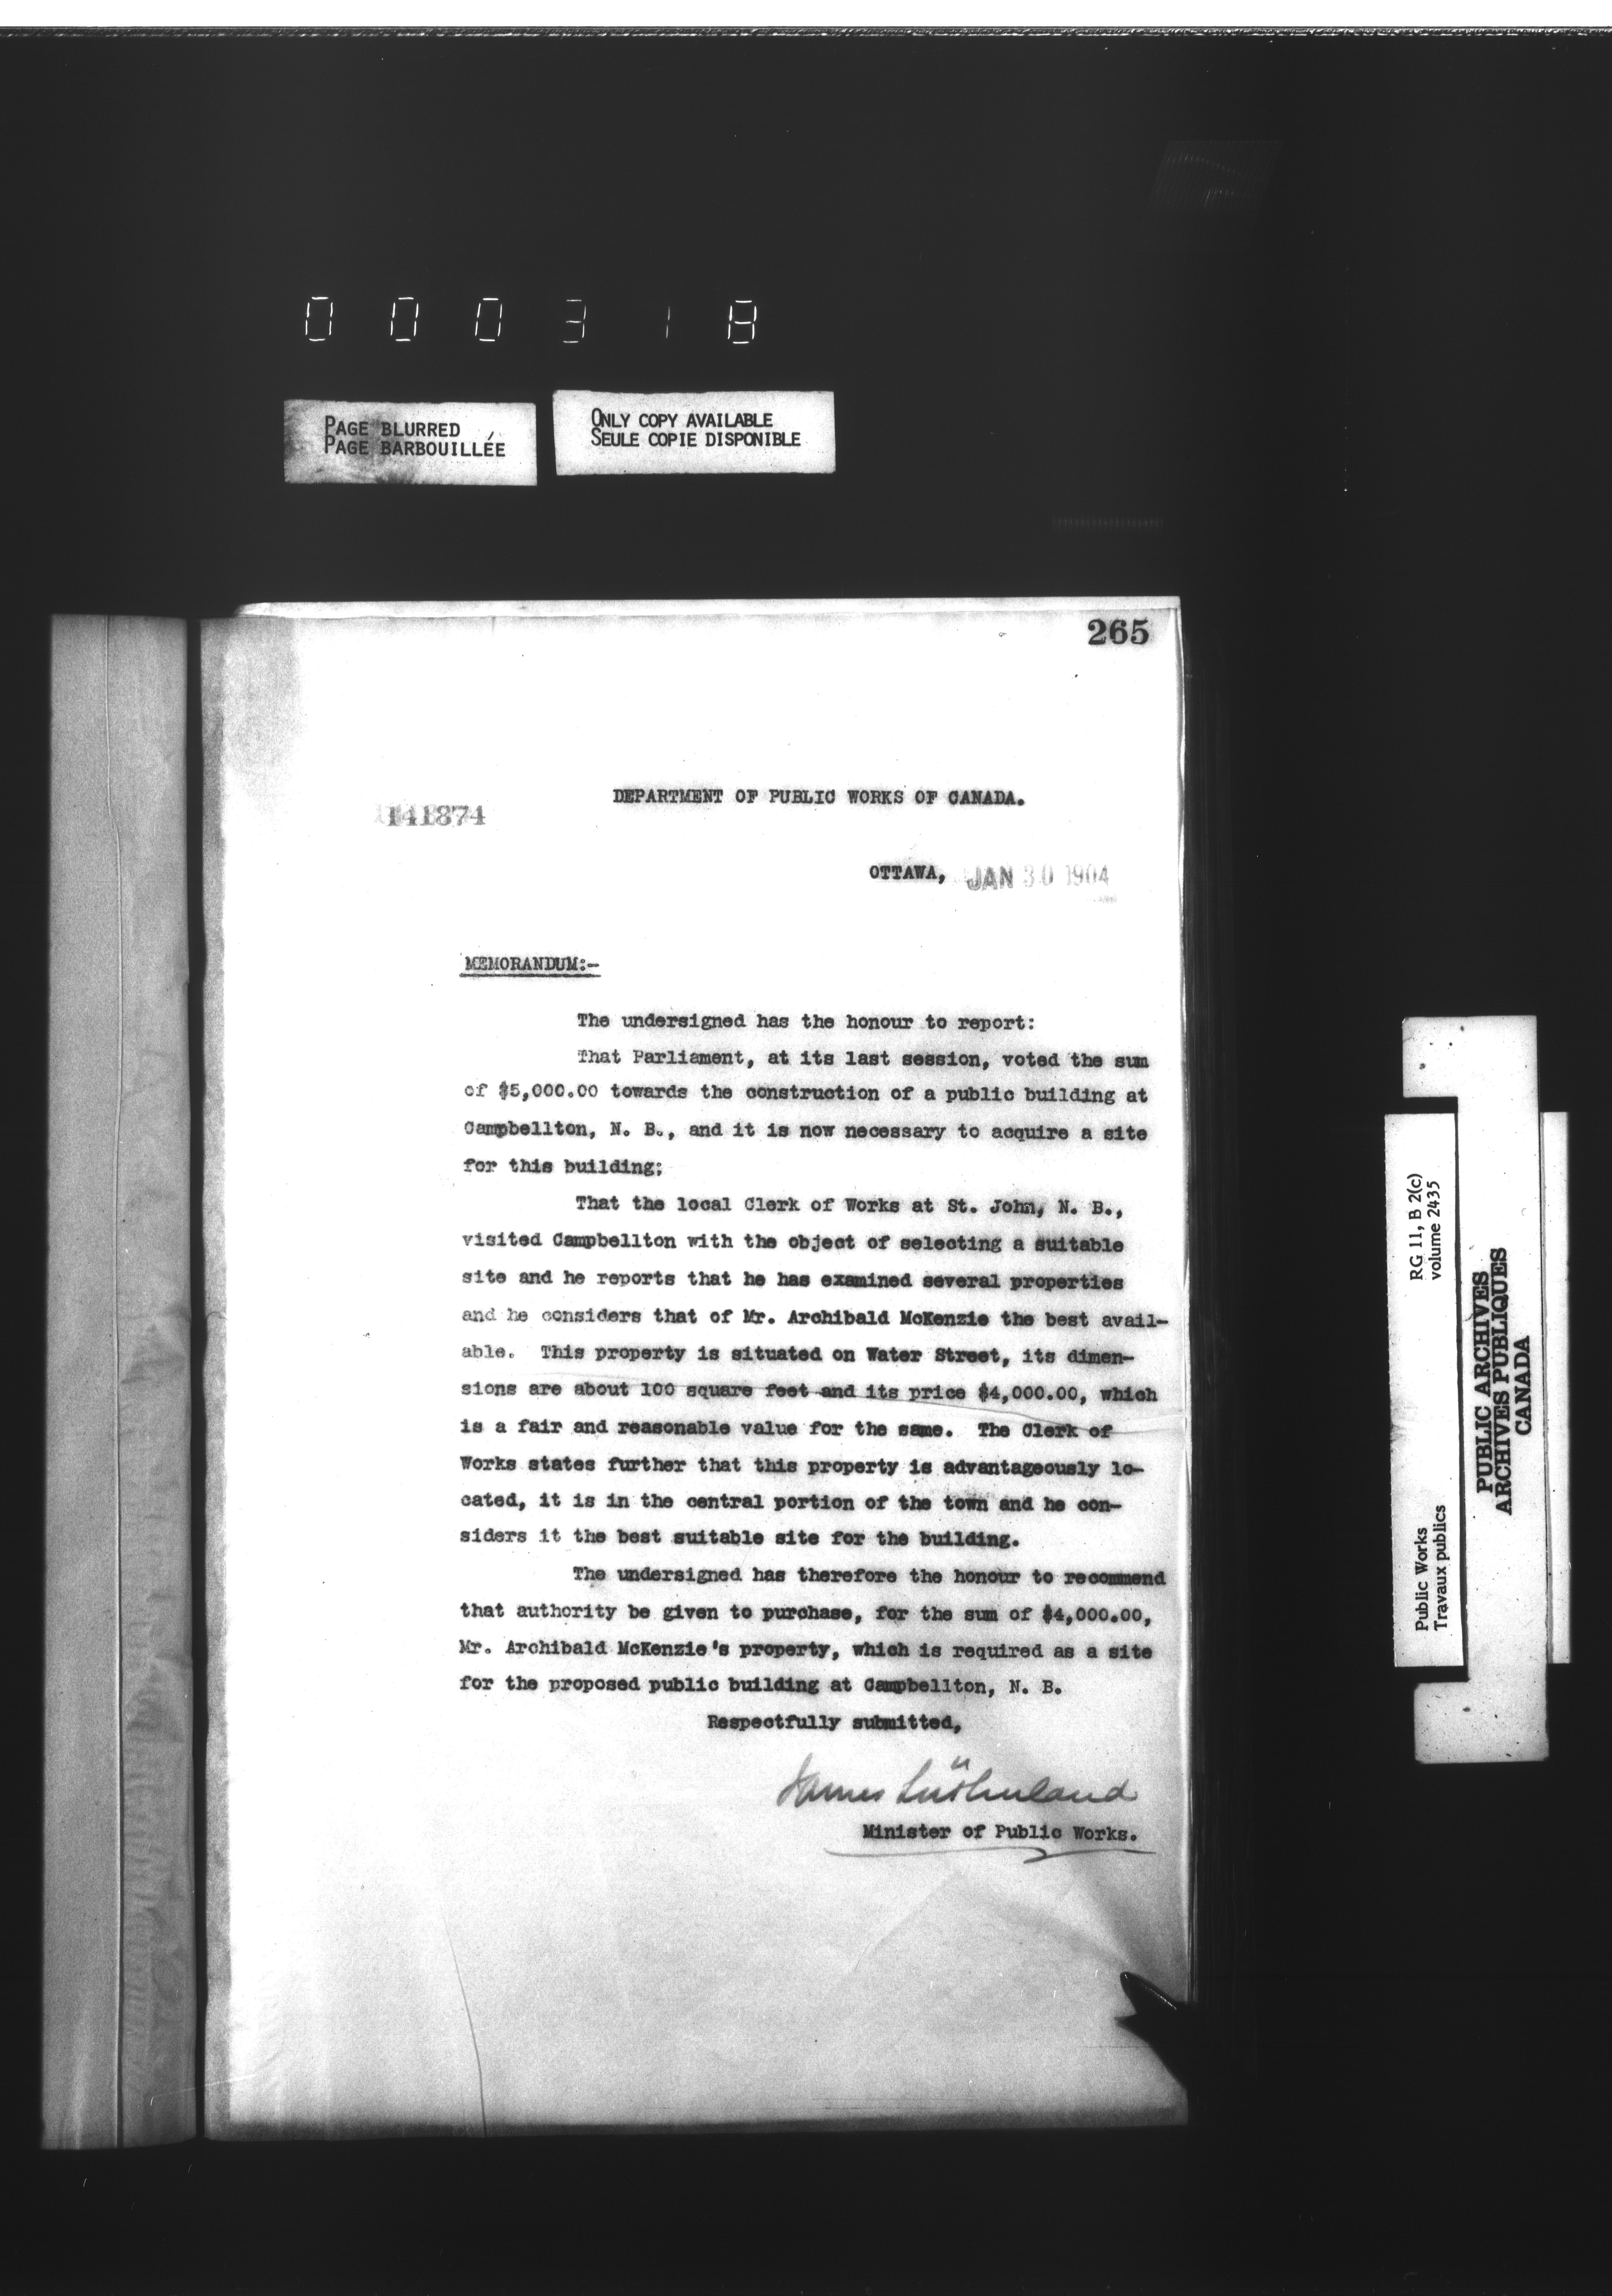 000318
PAGE BLURRED
PAGE BARBOUILLÉE
ONLY COPY AVAILABLE
SEULE COPIE DISPONIBLE
265
141874
DEPARTMENT OF PUBLIC WORKS OF CANADA.
OTTAWA, JAN 30 1904
MEMORANDUM:-
The undersigned has the honour to report:
That Parliament, at its last session, voted the sum
of $5,000.00 towards the construction of a public building at
Campbellton, N. B., and it is now necessary to acquire a site
for this building:
That the local Clerk of Works at St. John, N. B.,
visited Campbellton with the object of selecting a suitable
site and he reports that he has examined several properties
and he considers that of Mr. Archibald McKenzie the best avail-
able. This property is situated on Water Street, its dimen-
sions are about 100 square feet and its price $4,000.00, which
is a fair and reasonable value for the same. The Clerk of
Works states further that this property is advantageously lo-
cated, it is in the central portion of the town and he con-
siders it the best suitable site for the building.
The undersigned has therefore the honour to recommend
that authority be given to purchase, for the sum of $4,000.00,
Mr. Archibald McKenzie's property, which is required as a site
for the proposed public building at Campbellton, N. B.
Respectfully submitted,
James Sutherland
Minister of Public Works.
Public Works
Travaux publics
RG 11, B 2(c)
volume 2435
PUBLIC ARCHIVES
ARCHIVES PUBLIQUES
CANADA